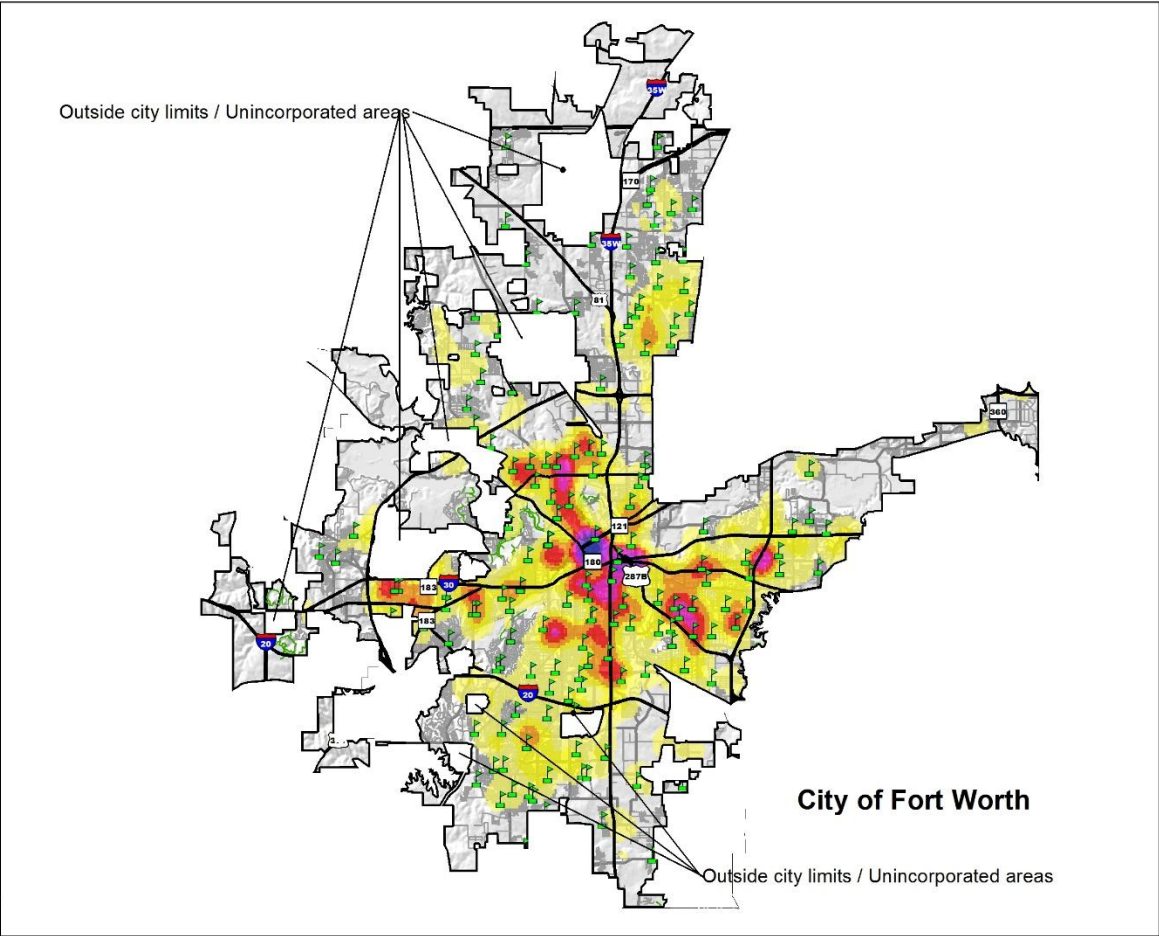 35W
Outside city limits / Unincorporated areas
170
35W
81
360
121
180
183
30
287B
183
20
20
City of Fort Worth
Outside city limits / Unincorporated areas